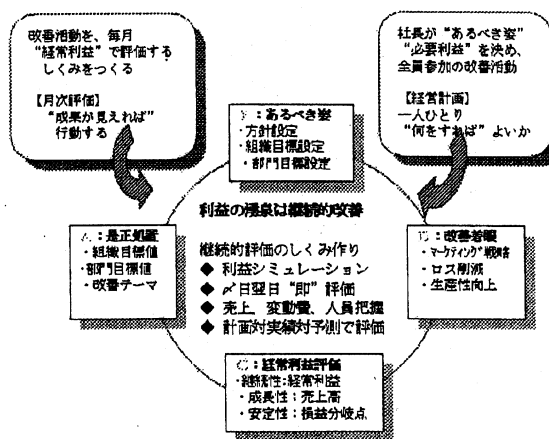 改善活動を、毎月
“経常利益”で評価する
しくみをつくる
【月次評価】
“成果が見えれば”
行動する
社長が“あるべき姿”
“必要利益”を決め、
全員参加の改善活動
【経営計画】
一人ひとり
“何をすれば”よいか
P:あるべき姿
・方針設定
・組織目標設定
・部門目標設定
利益の源泉は継続的改善
A:是正処置
・組織目標値
・部門目標値
・改善テーマ
継続的評価のしくみ作り
◆ 利益シミュレーション
◆ 〆日翌日“即”評価
◆ 売上、変動費、人員把握
◆ 計画対実績対予測で評価
D:改善着眼
・マーケティング戦略
・ロス削減
・生産性向上
C:経常利益評価
・継続性:経常利益
・成長性:売上高
・安定性:損益分岐点